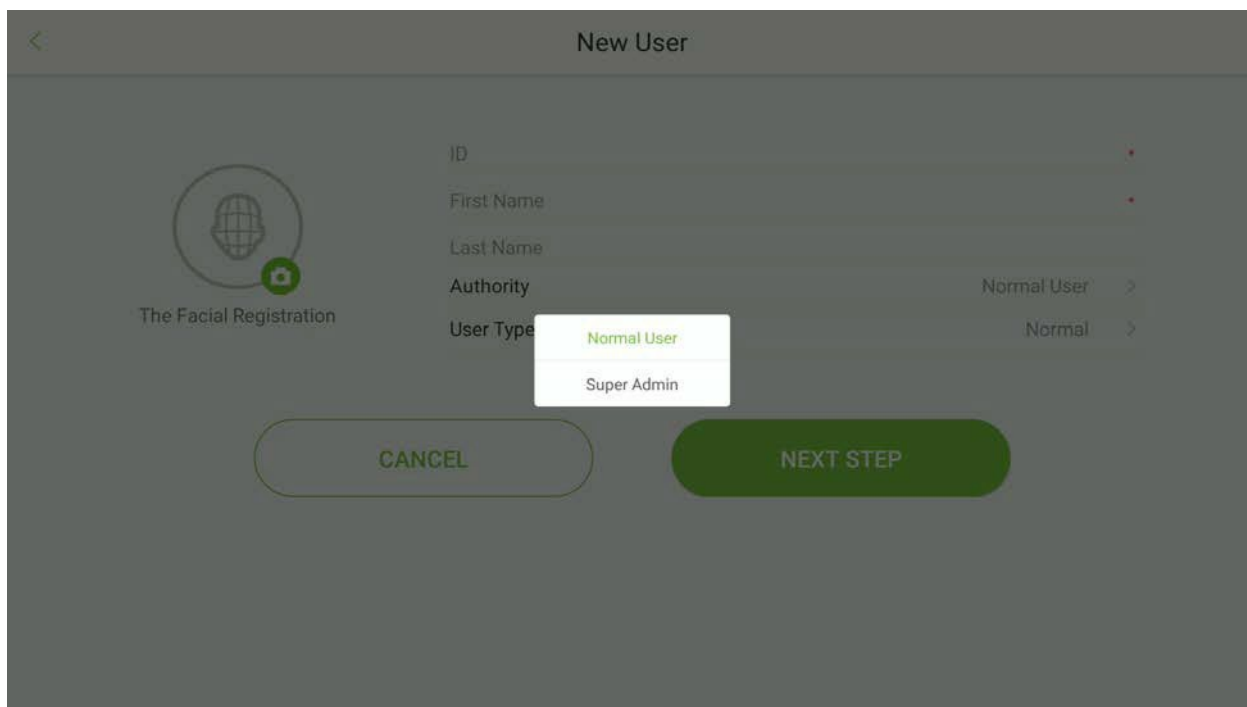 New User
ID *
First Name *
Last Name
Authority Normal User >
The Facial Registration
User Type Normal >
Normal User
Super Admin
CANCEL
NEXT STEP